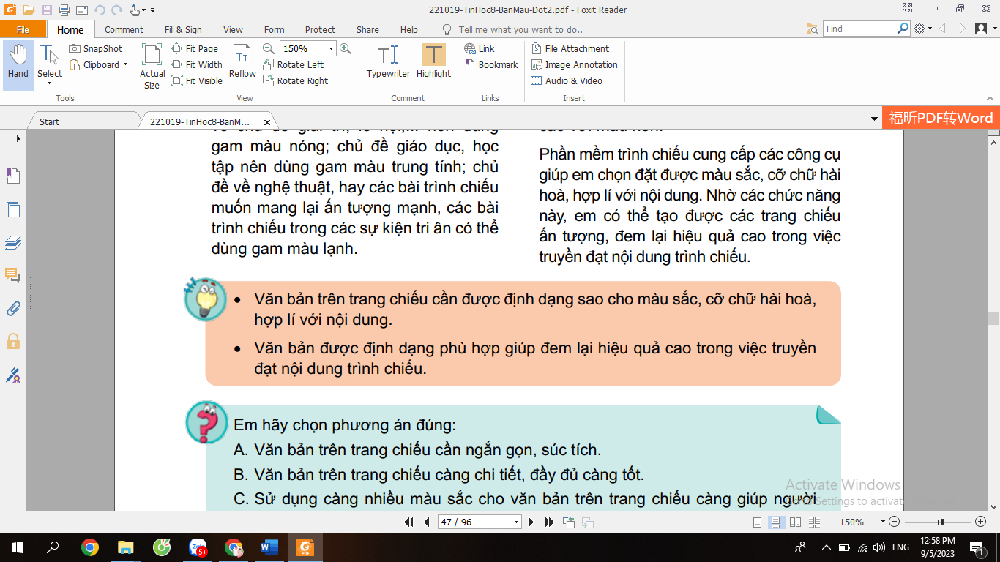 221019-TinHoc8-BanMau-Dot2.pdf - Foxit Reader
File Home Comment Fill & Sign View Form Protect Share Help Tell me what you want to do.. Find
Hand Select SnapShot Clipboard Actual Size Fit Page Fit Width Fit Visible Reflow 150% Rotate Left Rotate Right Typewriter Highlight Link Bookmark File Attachment Image Annotation Audio & Video
Tools View Comment Links Insert
Start 221019-TinHoc8-BanM... 福昕PDF转Word
gam màu nóng; chủ đề giáo dục, học
tập nên dùng gam màu trung tính; chủ
đề về nghệ thuật, hay các bài trình chiếu
muốn mang lại ấn tượng mạnh, các bài
trình chiếu trong các sự kiện tri ân có thể
dùng gam màu lạnh.
Phần mềm trình chiếu cung cấp các công cụ
giúp em chọn đặt được màu sắc, cỡ chữ hài
hoà, hợp lí với nội dung. Nhờ các chức năng
này, em có thể tạo được các trang chiếu
ấn tượng, đem lại hiệu quả cao trong việc
truyền đạt nội dung trình chiếu.
• Văn bản trên trang chiếu cần được định dạng sao cho màu sắc, cỡ chữ hài hoà,
hợp lí với nội dung.
• Văn bản được định dạng phù hợp giúp đem lại hiệu quả cao trong việc truyền
đạt nội dung trình chiếu.
Em hãy chọn phương án đúng:
A. Văn bản trên trang chiếu cần ngắn gọn, súc tích.
B. Văn bản trên trang chiếu càng chi tiết, đầy đủ càng tốt.
C. Sử dụng càng nhiều màu sắc cho văn bản trên trang chiếu càng giúp người
Activate Windows
Settings to activate
47 / 96 150%
5+ ENG 12:58 PM
9/5/2023 1